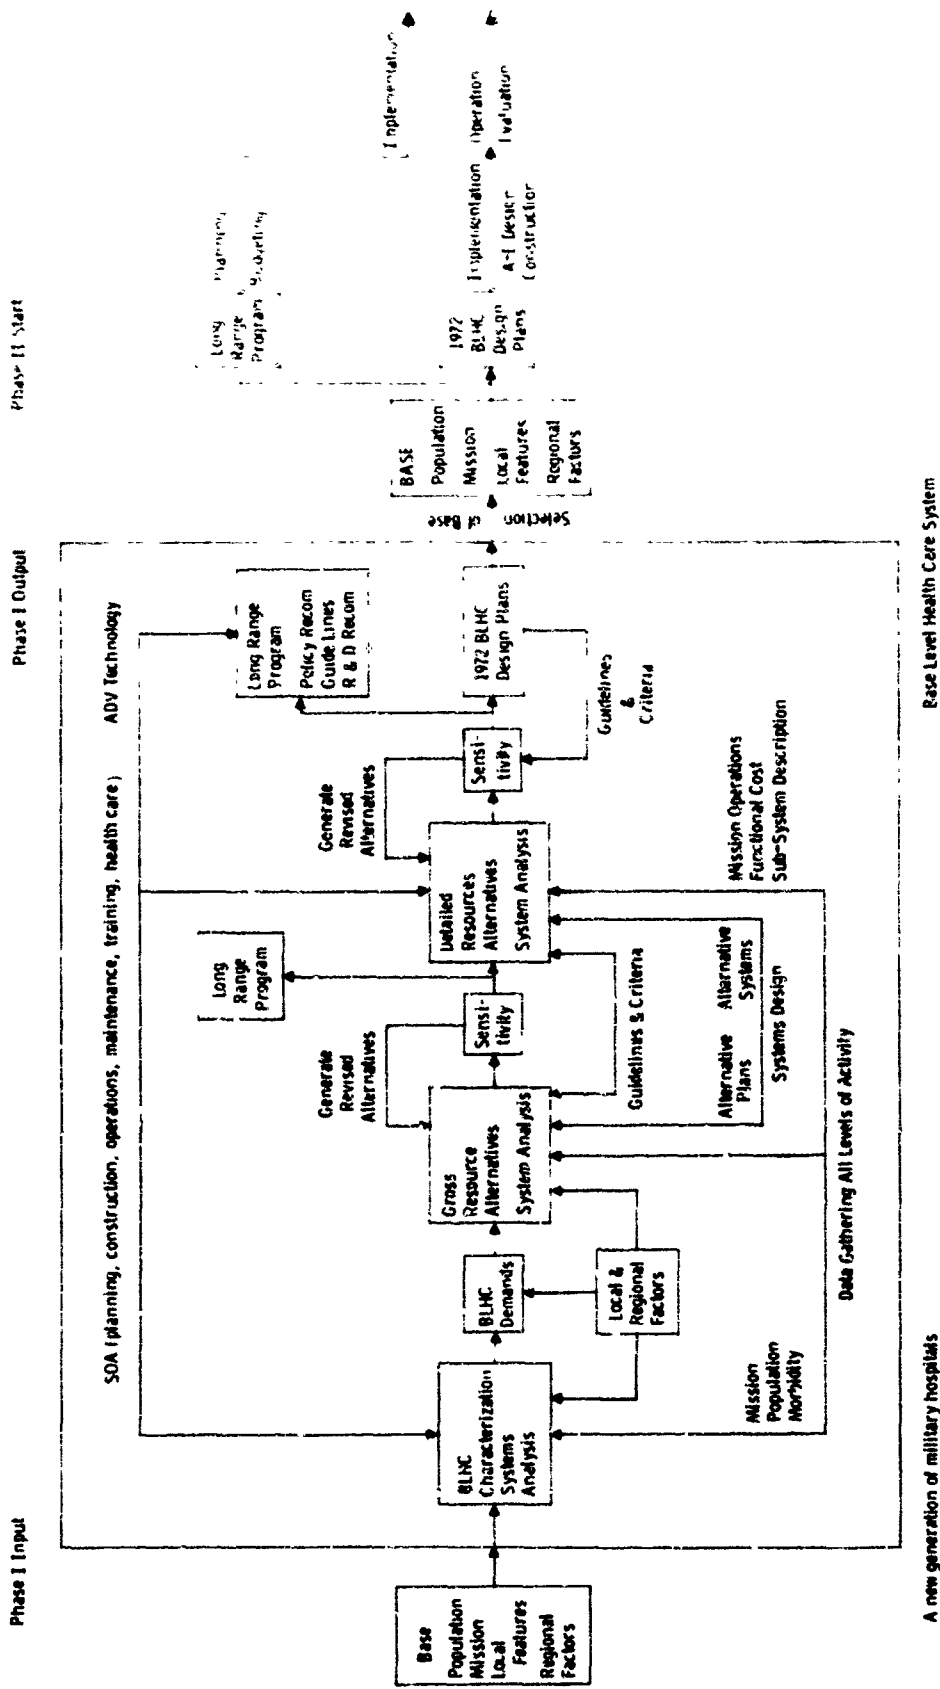 Phase I Input
Phase I Output
Phase II Start
SOA (planning, construction, operations, maintenance, training, health care)
ADV Technology
Base
Population
Mission
Local
Features
Regional
Factors
BLHC
Characterization
Systems
Analysis
BLHC
Demands
Local &
Regional
Factors
Mission
Population
Morbidity
Gross
Resource
Alternatives
System Analysis
Generate
Revised
Alternatives
Sensi-
tivity
Long
Range
Program
Guidelines & Criteria
Alternative
Plans
Alternative
Systems
Systems Design
Data Gathering All Levels of Activity
Detailed
Resources
Alternatives
System Analysis
Generate
Revised
Alternatives
Sensi-
tivity
Mission Operations
Functional Cost
Sub-System Description
Long Range
Program
Policy Recom
Guide Lines
R & D Recom
1972 BLHC
Design Plans
Guidelines
&
Criteria
Selection
of Base
BASE
Population
Mission
Local
Features
Regional
Factors
Long
Range
Program
Planning
1972
BLHC
Design
Plans
Implementation
A-E Design
Construction
Implementation
Operation
Evaluation
A new generation of military hospitals
Base Level Health Care System